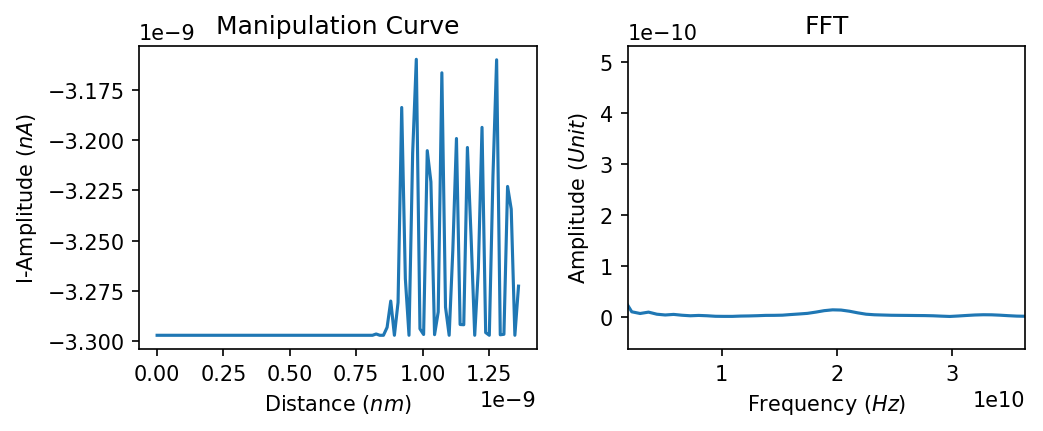 Manipulation Curve
1e−9
I-Amplitude (nA)
−3.175
−3.200
−3.225
−3.250
−3.275
−3.300
0.00 0.25 0.50 0.75 1.00 1.25
Distance (nm)
1e−9
FFT
1e−10
Amplitude (Unit)
5
4
3
2
1
0
1 2 3
Frequency (Hz)
1e10